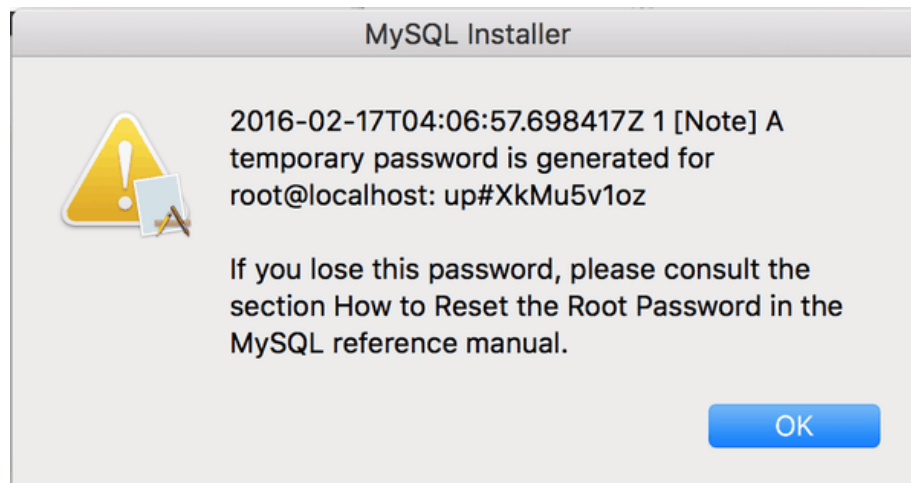 MySQL Installer
2016-02-17T04:06:57.698417Z 1 [Note] A
temporary password is generated for
root@localhost: up#XkMu5v1oz
If you lose this password, please consult the
section How to Reset the Root Password in the
MySQL reference manual.
OK